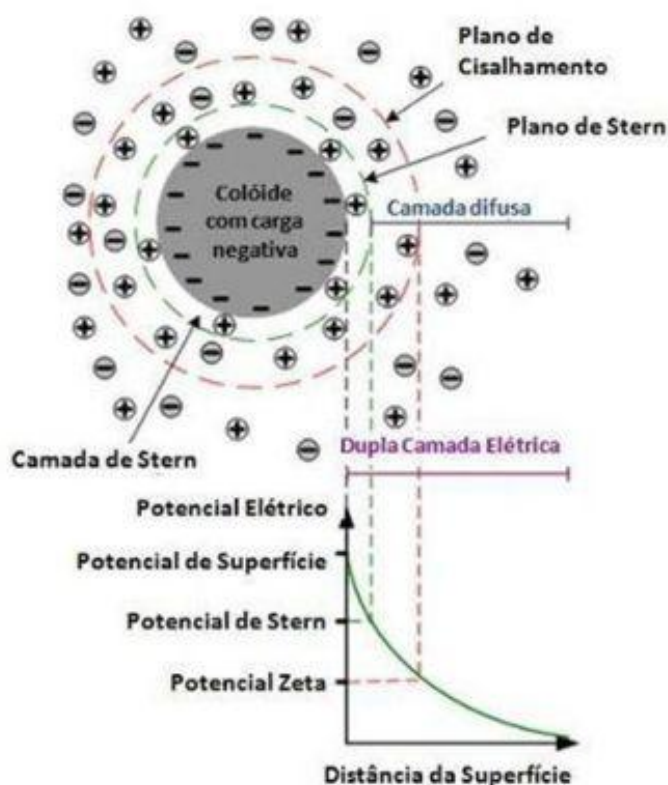 Plano de
Cisalhamento
Plano de Stern
Colóide
com carga
negativa
Camada difusa
Camada de Stern
Dupla Camada Elétrica
Potencial Elétrico
Potencial de Superfície
Potencial de Stern
Potencial Zeta
Distância da Superfície